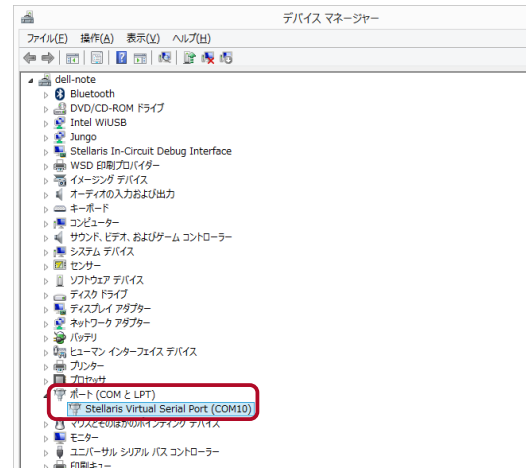 デバイス マネージャー
ファイル(F) 操作(A) 表示(V) ヘルプ(H)
dell-note
Bluetooth
DVD/CD-ROM ドライブ
Intel WiUSB
Jungo
Stellaris In-Circuit Debug Interface
WSD 印刷プロバイダー
イメージング デバイス
オーディオの入力および出力
キーボード
コンピューター
サウンド、ビデオ、およびゲーム コントローラー
システム デバイス
センサー
ソフトウェア デバイス
ディスク ドライブ
ディスプレイ アダプター
ネットワーク アダプター
バッテリ
ヒューマン インターフェイス デバイス
プリンター
プロセッサ
ポート (COM と LPT)
Stellaris Virtual Serial Port (COM10)
マウスとそのほかのポインティング デバイス
モニター
ユニバーサル シリアル バス コントローラー
印刷キュー